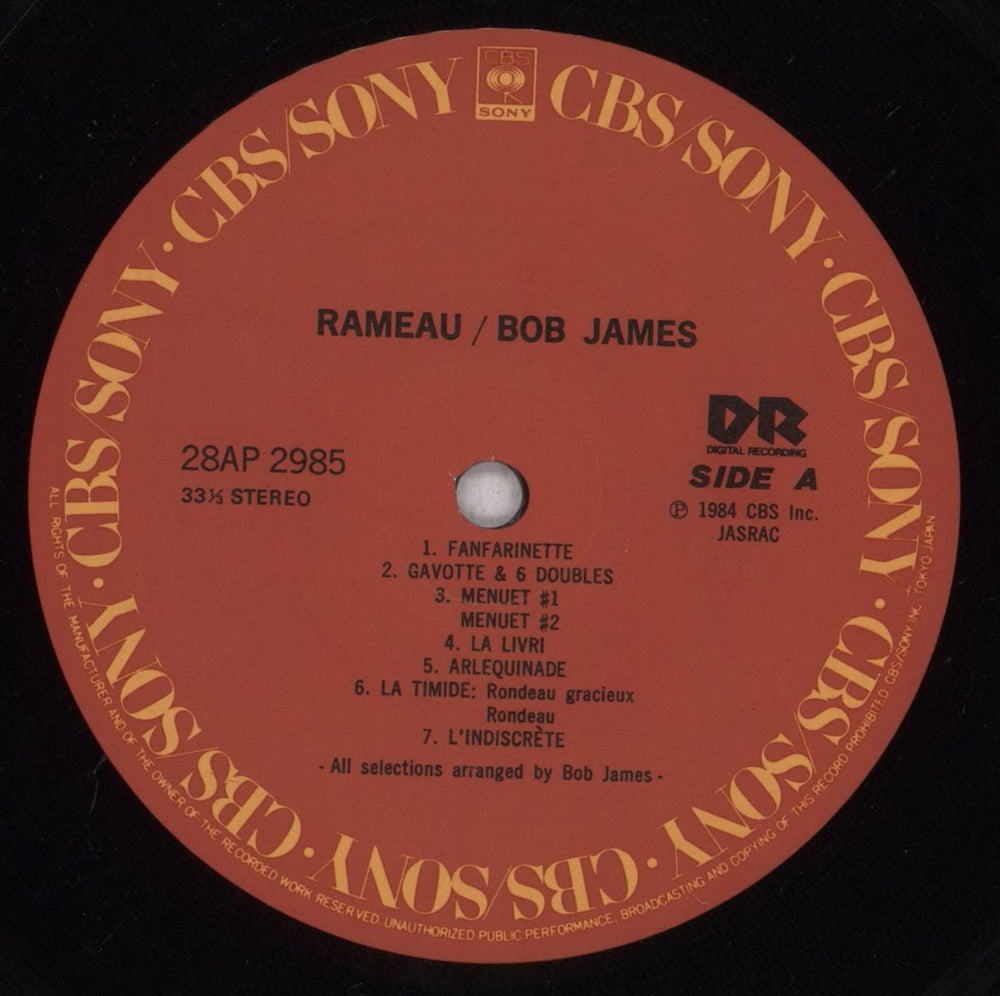 CBS
SONY
CBS/SONY · CBS/SONY · CBS/SONY · CBS/SONY · CBS/SONY · CBS/SONY · CBS/SONY · CBS/SONY
RAMEAU / BOB JAMES
28AP 2985
33⅓ STEREO
DR
DIGITAL RECORDING
SIDE A
Ⓟ 1984 CBS Inc.
JASRAC
1. FANFARINETTE
2. GAVOTTE & 6 DOUBLES
3. MENUET #1
MENUET #2
4. LA LIVRI
5. ARLEQUINADE
6. LA TIMIDE: Rondeau gracieux
Rondeau
7. L'INDISCRÈTE
- All selections arranged by Bob James -
ALL RIGHTS OF THE MANUFACTURER AND OF THE OWNER OF THE RECORDED WORK RESERVED. UNAUTHORIZED PUBLIC PERFORMANCE, BROADCASTING AND COPYING OF THIS RECORD PROHIBITED CBS/SONY INC. TOKYO JAPAN